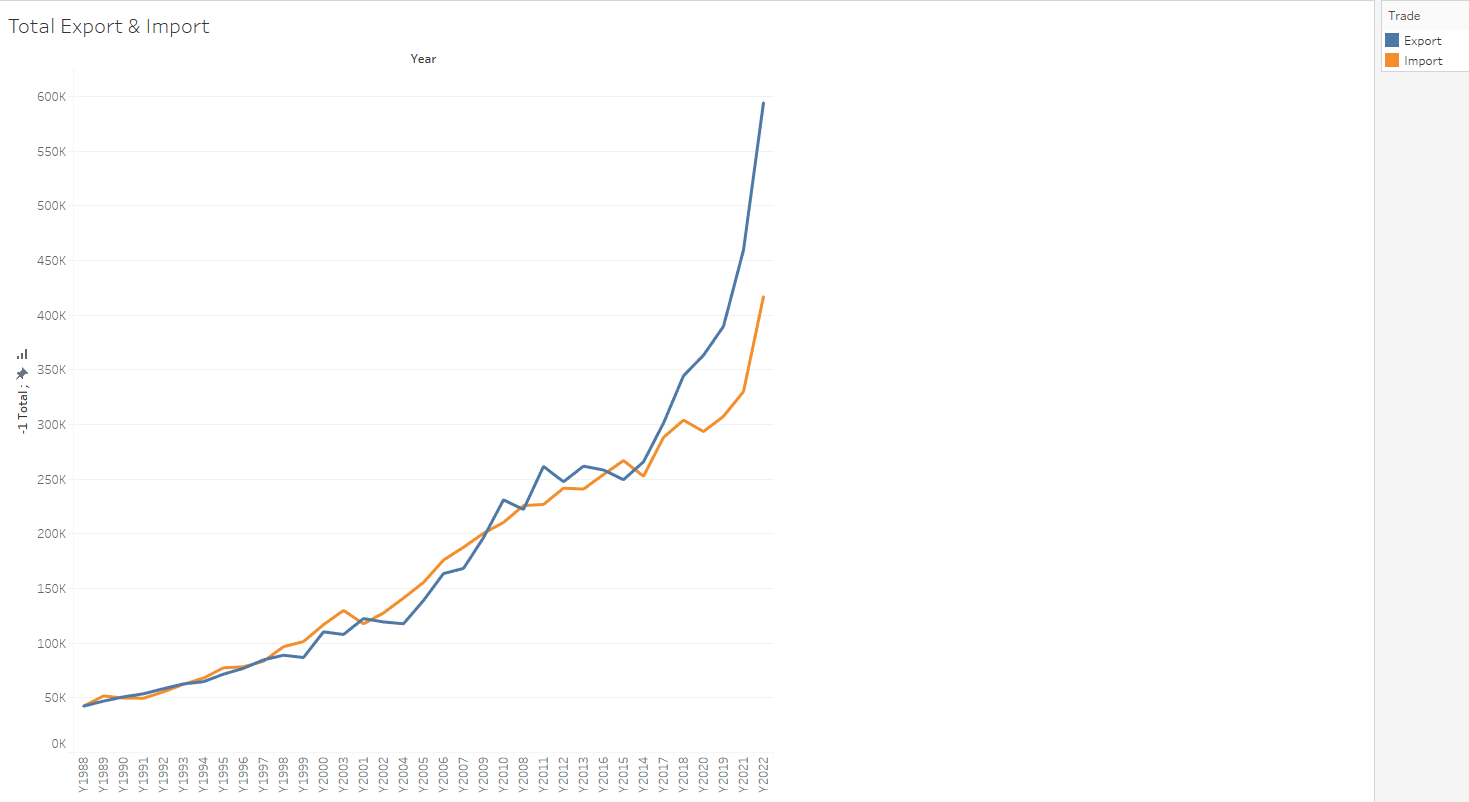 Total Export & Import
Trade
Export
Import
Year
600K
550K
500K
450K
400K
350K
300K
250K
200K
150K
100K
50K
0K
-1 Total ;
Y1988
Y1989
Y1990
Y1991
Y1992
Y1993
Y1994
Y1995
Y1996
Y1997
Y1998
Y1999
Y2000
Y2003
Y2001
Y2002
Y2004
Y2005
Y2006
Y2007
Y2009
Y2010
Y2008
Y2011
Y2012
Y2013
Y2016
Y2015
Y2014
Y2017
Y2018
Y2020
Y2019
Y2021
Y2022